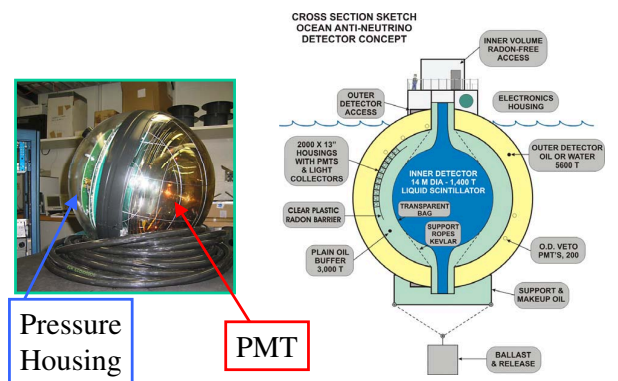 CROSS SECTION SKETCH
OCEAN ANTI-NEUTRINO
DETECTOR CONCEPT
INNER VOLUME
RADON-FREE
ACCESS
OUTER
DETECTOR
ACCESS
ELECTRONICS
HOUSING
2000 X 13"
HOUSINGS
WITH PMTS
& LIGHT
COLLECTORS
OUTER DETECTOR
OIL OR WATER
5600 T
INNER DETECTOR
14 M DIA - 1,400 T
LIQUID SCINTILLATOR
CLEAR PLASTIC
RADON BARRIER
TRANSPARENT
BAG
SUPPORT
ROPES
KEVLAR
PLAIN OIL
BUFFER
3,000 T
O.D. VETO
PMT'S, 200
SUPPORT &
MAKEUP OIL
BALLAST
& RELEASE
Pressure
Housing
PMT